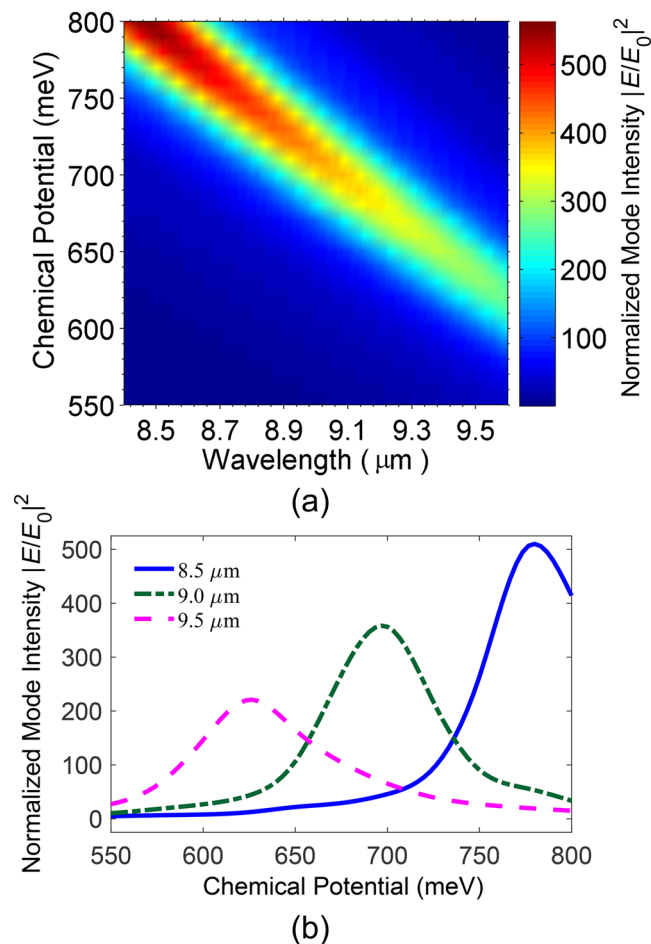 800
750
700
650
600
550
Chemical Potential (meV)
8.5 8.7 8.9 9.1 9.3 9.5
Wavelength ( μm )
500
400
300
200
100
Normalized Mode Intensity |E/E₀|²
(a)
500
400
300
200
100
0
Normalized Mode Intensity |E/E₀|²
8.5 μm
9.0 μm
9.5 μm
550 600 650 700 750 800
Chemical Potential (meV)
(b)